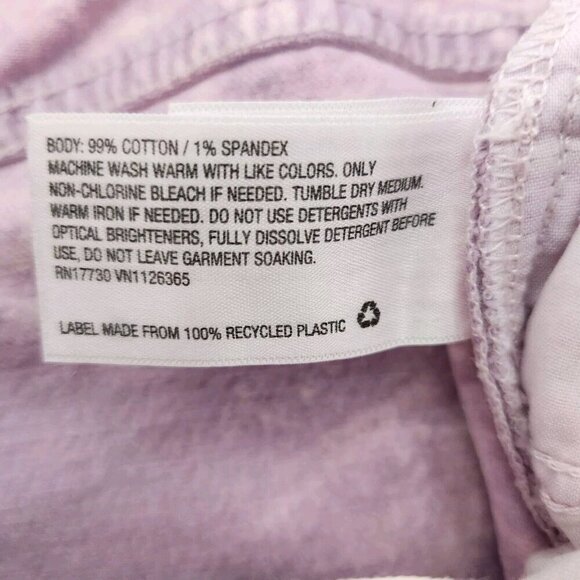 BODY: 99% COTTON / 1% SPANDEX
MACHINE WASH WARM WITH LIKE COLORS. ONLY
NON-CHLORINE BLEACH IF NEEDED. TUMBLE DRY MEDIUM.
WARM IRON IF NEEDED. DO NOT USE DETERGENTS WITH
OPTICAL BRIGHTENERS, FULLY DISSOLVE DETERGENT BEFORE
USE, DO NOT LEAVE GARMENT SOAKING.
RN17730 VN1126365
LABEL MADE FROM 100% RECYCLED PLASTIC